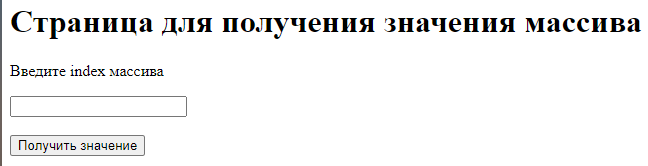 Страница для получения значения массива
Введите index массива
Получить значение